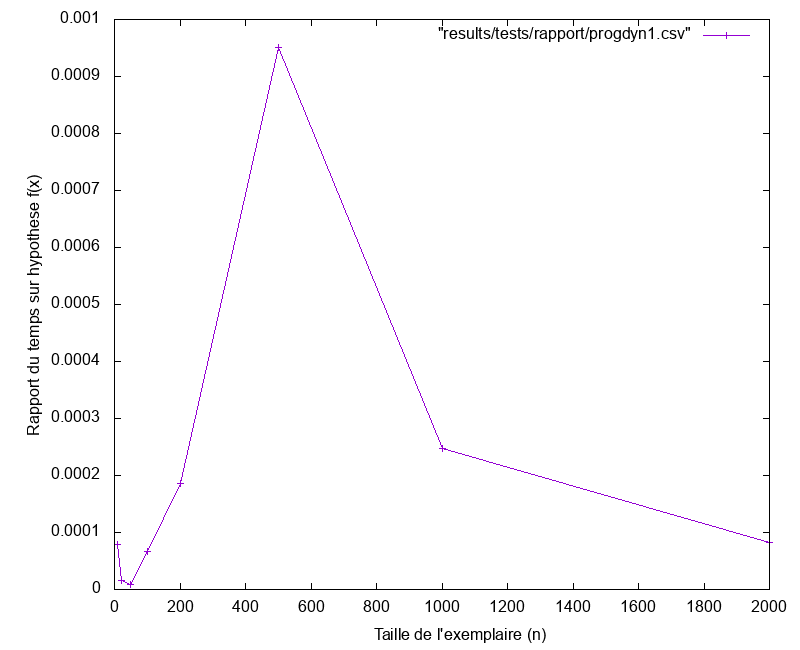 "results/tests/rapport/progdyn1.csv"
0.001
0.0009
0.0008
0.0007
0.0006
0.0005
0.0004
0.0003
0.0002
0.0001
0
Rapport du temps sur hypothese f(x)
0 200 400 600 800 1000 1200 1400 1600 1800 2000
Taille de l'exemplaire (n)